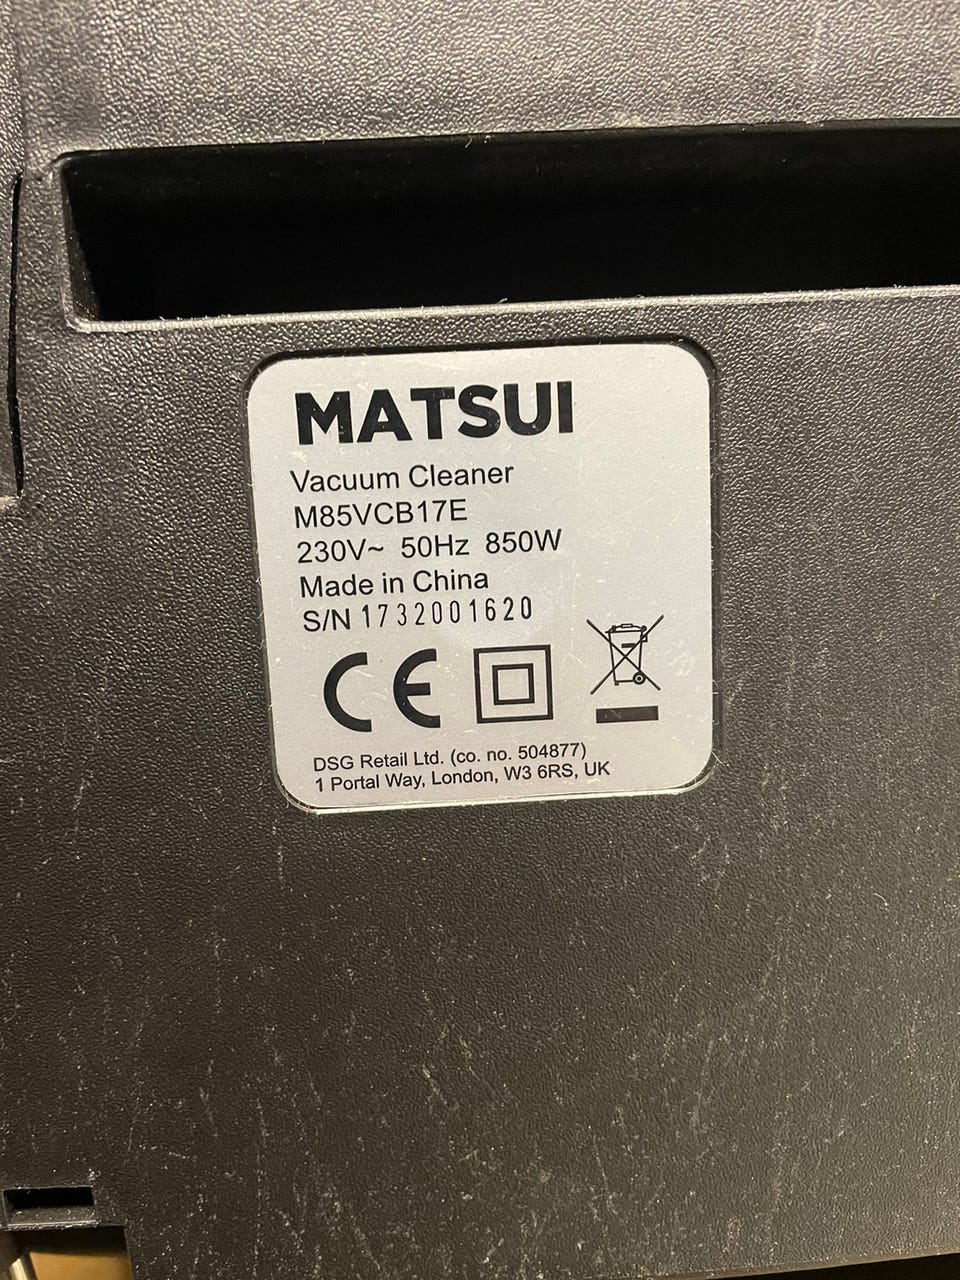 MATSUI
Vacuum Cleaner
M85VCB17E
230V~ 50Hz 850W
Made in China
S/N 1732001620
CE
DSG Retail Ltd. (co. no. 504877)
1 Portal Way, London, W3 6RS, UK